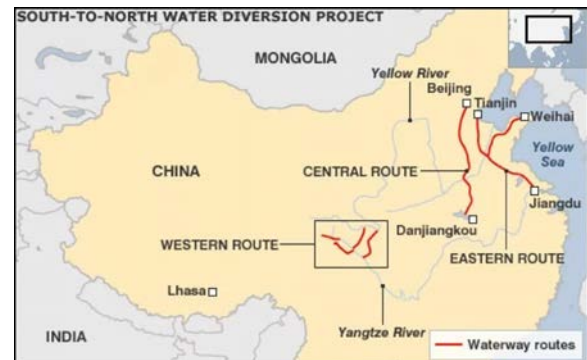 SOUTH-TO-NORTH WATER DIVERSION PROJECT
MONGOLIA
Yellow River
Beijing
Tianjin
Weihai
Yellow
Sea
CHINA
CENTRAL ROUTE
Jiangdu
Danjiangkou
WESTERN ROUTE
EASTERN ROUTE
Lhasa
INDIA
Yangtze River
Waterway routes